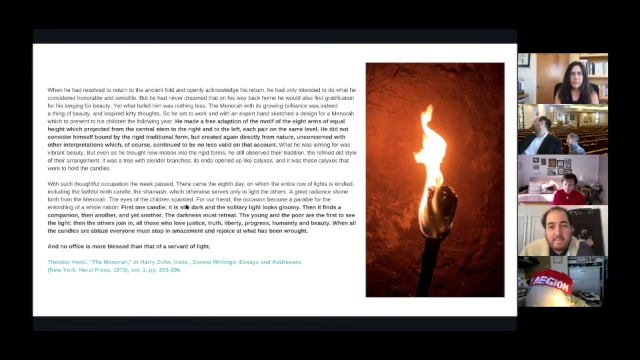 When he had resolved to return to the ancient fold and openly acknowledge his return, he had only intended to do what he
considered honorable and sensible. But he had never dreamed that on his way back home he would also find gratification
for his longing for beauty. Yet what befell him was nothing less. The Menorah with its growing brilliance was indeed
a thing of beauty, and inspired lofty thoughts. So he set to work and with an expert hand sketched a design for a Menorah
which to present to his children the following year. He made a free adaptation of the motif of the eight arms of equal
height which projected from the central stem to the right and to the left, each pair on the same level. He did not
consider himself bound by the rigid traditional form, but created again directly from nature, unconcerned with
other interpretations which, of course, continued to be no less valid on that account. What he was aiming for was
vibrant beauty. But even as he brought new motion into the rigid forms, he still observed their tradition, the refined old style
of their arrangement. It was a tree with slender branches; its ends opened up like calyxes, and it was these calyxes that
were to hold the candles.
With such thoughtful occupation the week passed. There came the eighth day, on which the entire row of lights is kindled,
including the faithful ninth candle, the shamash, which otherwise serves only to light the others. A great radiance shone
forth from the Menorah. The eyes of the children sparkled. For our friend, the occasion became a parable for the
enkindling of a whole nation. First one candle; it is still dark and the solitary light looks gloomy. Then it finds a
companion, then another, and yet another. The darkness must retreat. The young and the poor are the first to see
the light; then the others join in, all those who love justice, truth, liberty, progress, humanity and beauty. When all
the candles are ablaze everyone must stop in amazement and rejoice at what has been wrought.
And no office is more blessed than that of a servant of light.
Theodor Herzl, "The Menorah," in Harry Zohn, trans., Zionist Writings: Essays and Addresses
(New York: Herzl Press, 1973), vol. 1, pp. 203-206.